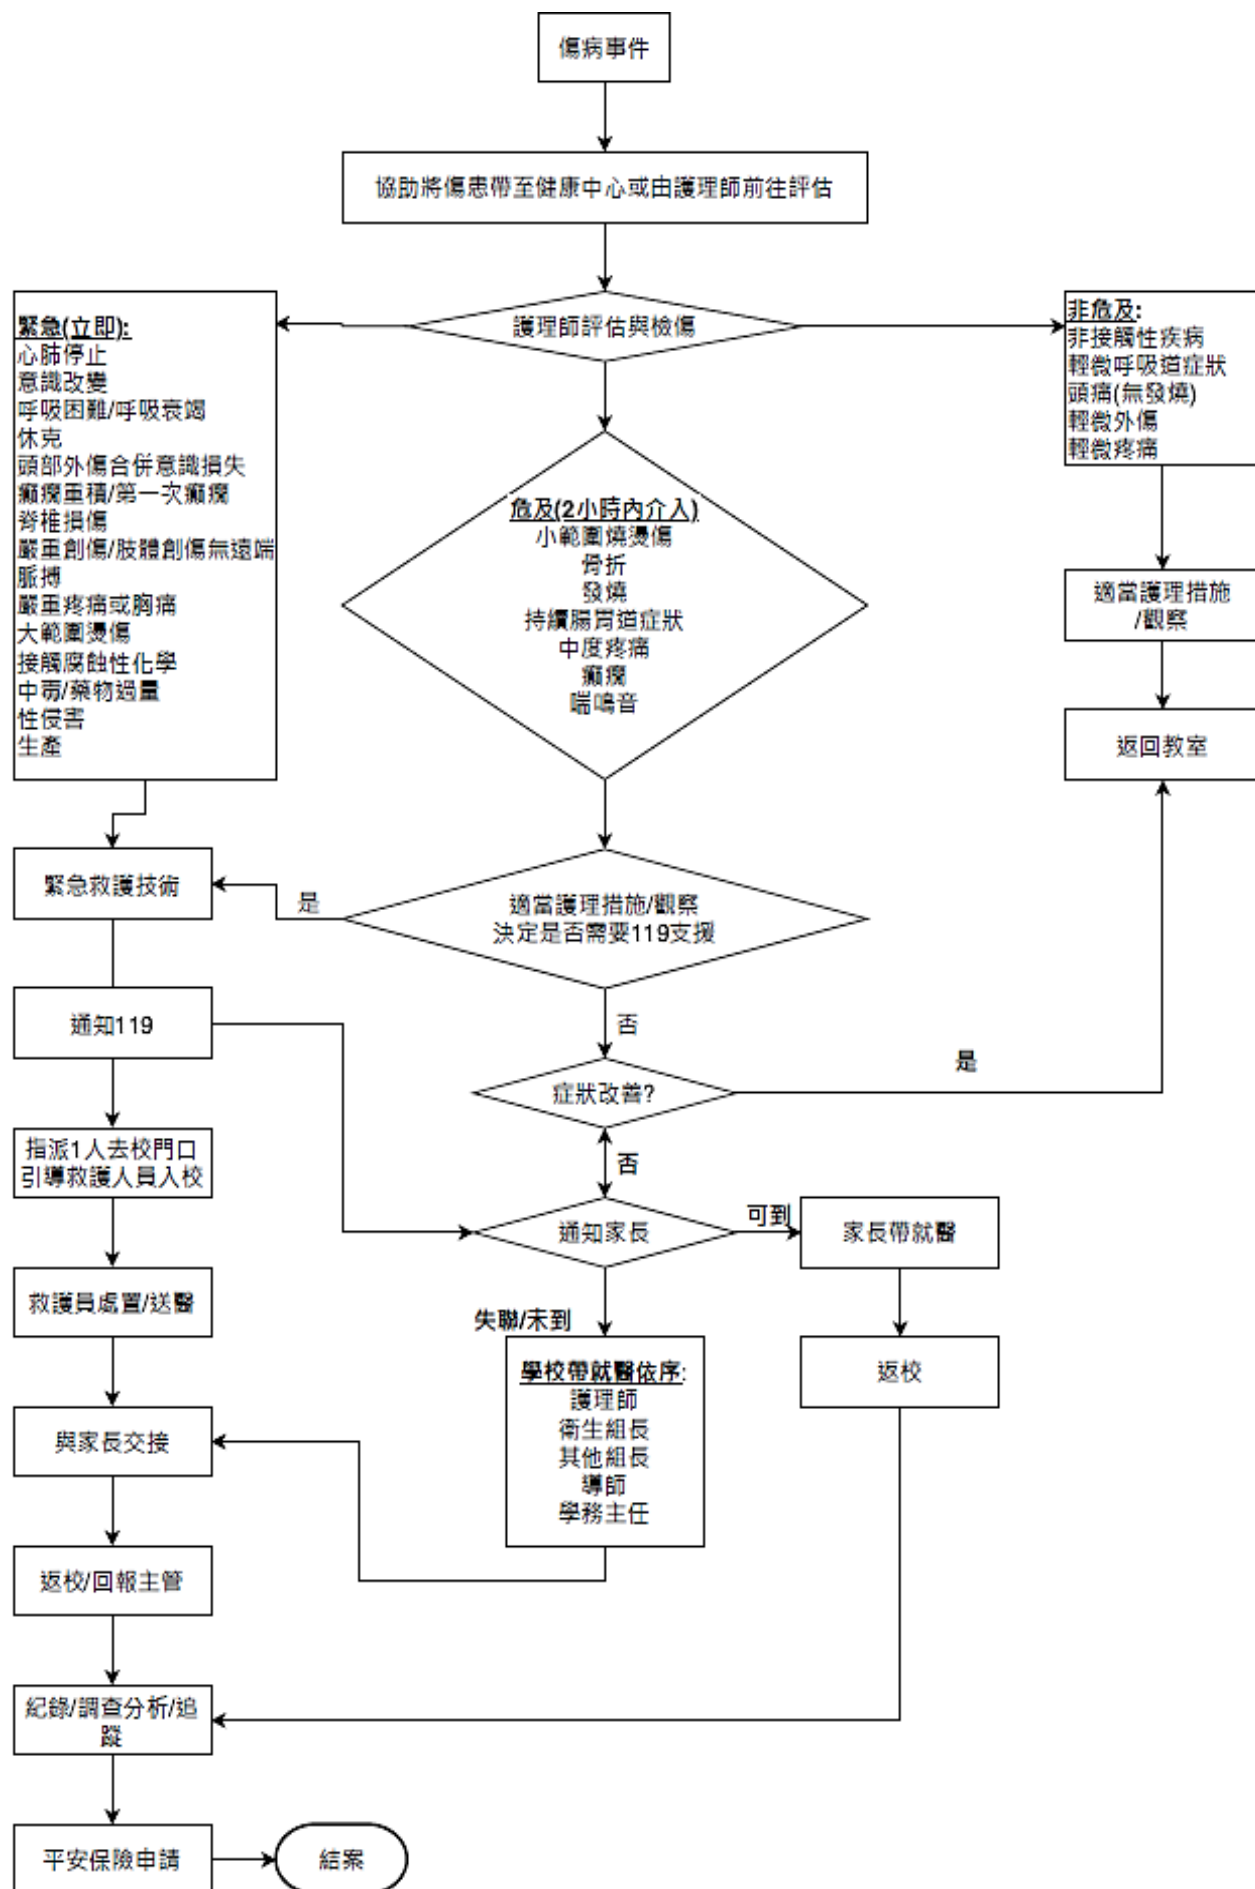 傷病事件
協助將傷患帶至健康中心或由護理師前往評估
護理師評估與檢傷
緊急(立即):
心肺停止
意識改變
呼吸困難/呼吸衰竭
休克
頭部外傷合併意識損失
癲癇重積/第一次癲癇
脊椎損傷
嚴重創傷/肢體創傷無遠端
脈搏
嚴重疼痛或胸痛
大範圍燙傷
接觸腐蝕性化學
中毒/藥物過量
性侵害
生產
危及(2小時內介入)
小範圍燒燙傷
骨折
發燒
持續腸胃道症狀
中度疼痛
癲癇
喘鳴音
非危及:
非接觸性疾病
輕微呼吸道症狀
頭痛(無發燒)
輕微外傷
輕微疼痛
適當護理措施
/觀察
返回教室
緊急救護技術
是
適當護理措施/觀察
決定是否需要119支援
否
通知119
症狀改善?
是
否
指派1人去校門口
引導救護人員入校
通知家長
可到
家長帶就醫
救護員處置/送醫
失聯/未到
學校帶就醫依序:
護理師
衛生組長
其他組長
導師
學務主任
返校
與家長交接
返校/回報主管
紀錄/調查分析/追
蹤
平安保險申請
結案